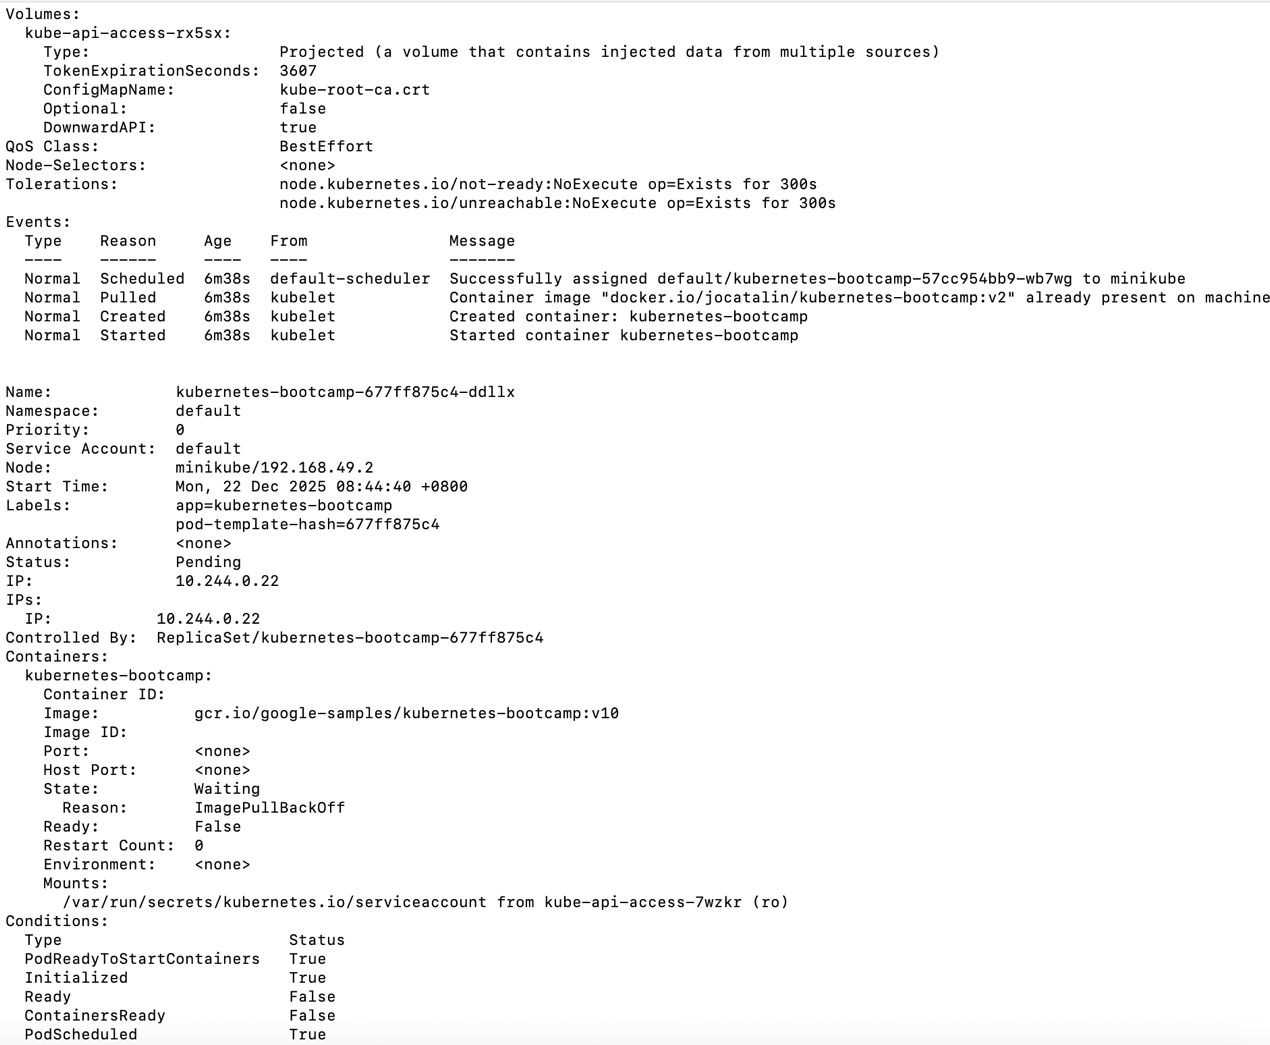 Volumes:
  kube-api-access-rx5sx:
    Type:                    Projected (a volume that contains injected data from multiple sources)
    TokenExpirationSeconds:  3607
    ConfigMapName:           kube-root-ca.crt
    Optional:                false
    DownwardAPI:             true
QoS Class:                   BestEffort
Node-Selectors:              <none>
Tolerations:                 node.kubernetes.io/not-ready:NoExecute op=Exists for 300s
                             node.kubernetes.io/unreachable:NoExecute op=Exists for 300s
Events:
  Type    Reason     Age   From               Message
  ----    ------     ----  ----               -------
  Normal  Scheduled  6m38s  default-scheduler  Successfully assigned default/kubernetes-bootcamp-57cc954bb9-wb7wg to minikube
  Normal  Pulled     6m38s  kubelet            Container image "docker.io/jocatalin/kubernetes-bootcamp:v2" already present on machine
  Normal  Created    6m38s  kubelet            Created container: kubernetes-bootcamp
  Normal  Started    6m38s  kubelet            Started container kubernetes-bootcamp
Name:             kubernetes-bootcamp-677ff875c4-ddllx
Namespace:        default
Priority:         0
Service Account:  default
Node:             minikube/192.168.49.2
Start Time:       Mon, 22 Dec 2025 08:44:40 +0800
Labels:           app=kubernetes-bootcamp
                  pod-template-hash=677ff875c4
Annotations:      <none>
Status:           Pending
IP:               10.244.0.22
IPs:
  IP:           10.244.0.22
Controlled By:  ReplicaSet/kubernetes-bootcamp-677ff875c4
Containers:
  kubernetes-bootcamp:
    Container ID:
    Image:          gcr.io/google-samples/kubernetes-bootcamp:v10
    Image ID:
    Port:           <none>
    Host Port:      <none>
    State:          Waiting
      Reason:       ImagePullBackOff
    Ready:          False
    Restart Count:  0
    Environment:    <none>
    Mounts:
      /var/run/secrets/kubernetes.io/serviceaccount from kube-api-access-7wzkr (ro)
Conditions:
  Type                        Status
  PodReadyToStartContainers   True
  Initialized                 True
  Ready                       False
  ContainersReady             False
  PodScheduled                True